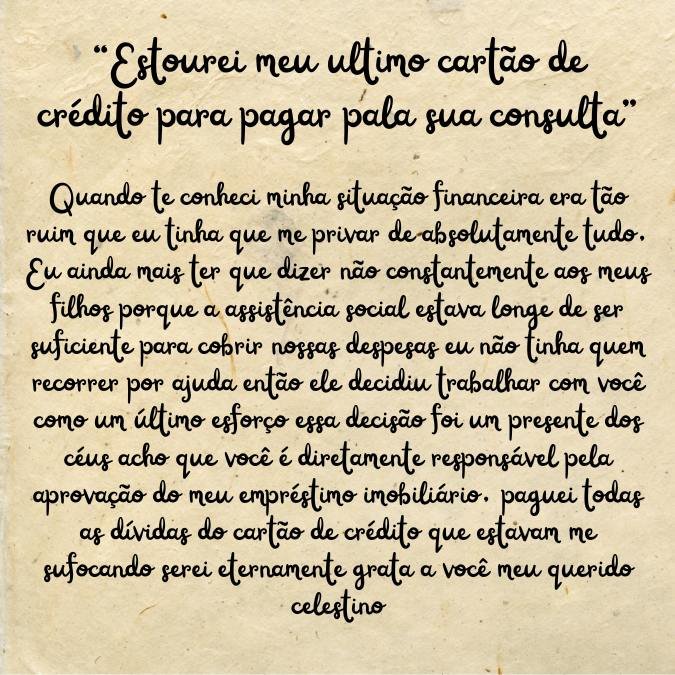 “Estourei meu ultimo cartão de
crédito para pagar pala sua consulta”
Quando te conheci minha situação financeira era tão
ruim que eu tinha que me privar de absolutamente tudo.
Eu ainda mais ter que dizer não constantemente aos meus
filhos porque a assistência social estava longe de ser
suficiente para cobrir nossas despesas eu não tinha quem
recorrer por ajuda então ele decidiu trabalhar com você
como um último esforço essa decisão foi um presente dos
céus acho que você é diretamente responsável pela
aprovação do meu empréstimo imobiliário. paguei todas
as dívidas do cartão de crédito que estavam me
sufocando serei eternamente grata a você meu querido
celestino